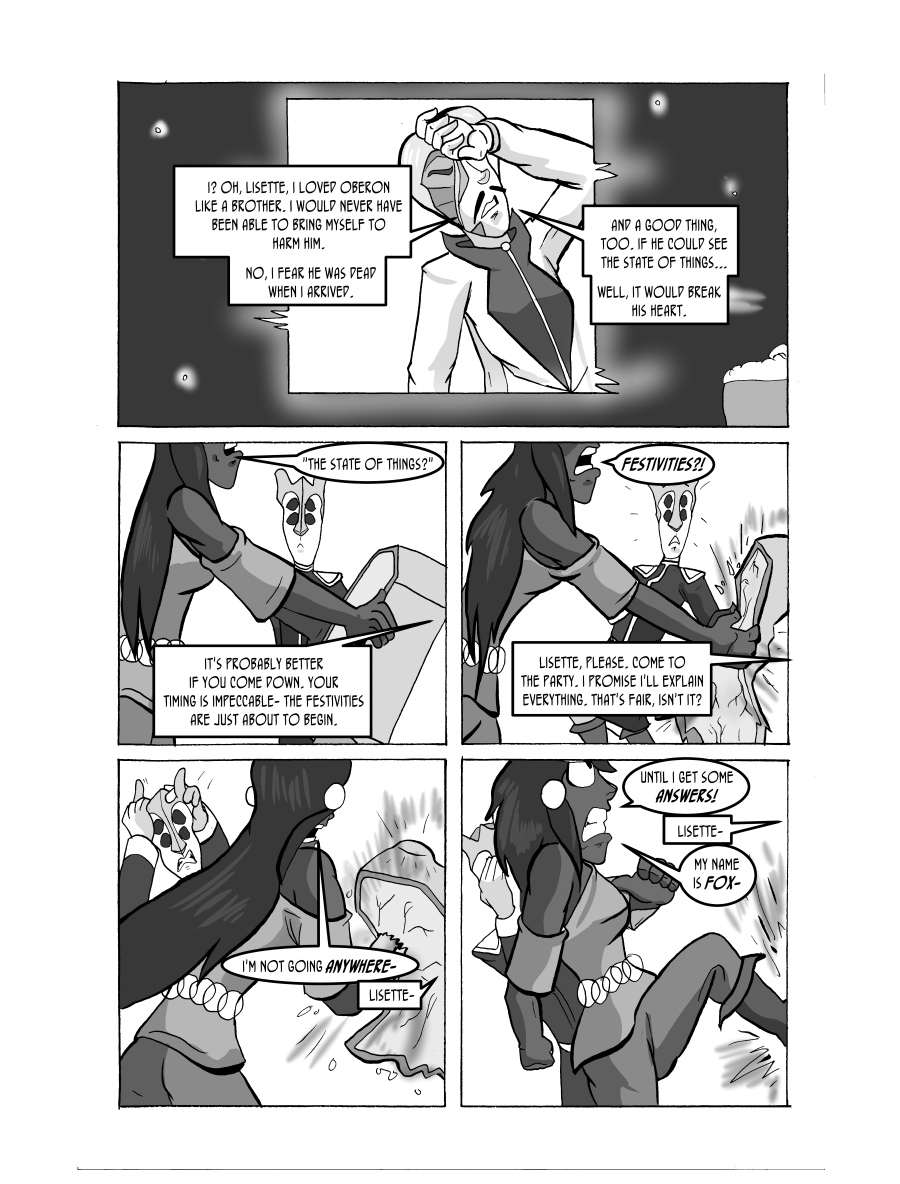 I? OH, LISETTE, I LOVED OBERON
LIKE A BROTHER. I WOULD NEVER HAVE
BEEN ABLE TO BRING MYSELF TO
HARM HIM.
NO, I FEAR HE WAS DEAD
WHEN I ARRIVED.
AND A GOOD THING,
TOO. IF HE COULD SEE
THE STATE OF THINGS...
WELL, IT WOULD BREAK
HIS HEART.
"THE STATE OF THINGS?"
IT'S PROBABLY BETTER
IF YOU COME DOWN. YOUR
TIMING IS IMPECCABLE- THE FESTIVITIES
ARE JUST ABOUT TO BEGIN.
FESTIVITIES?!
LISETTE, PLEASE. COME TO
THE PARTY. I PROMISE I'LL EXPLAIN
EVERYTHING. THAT'S FAIR, ISN'T IT?
I'M NOT GOING ANYWHERE-
LISETTE-
UNTIL I GET SOME
ANSWERS!
LISETTE-
MY NAME
IS FOX-